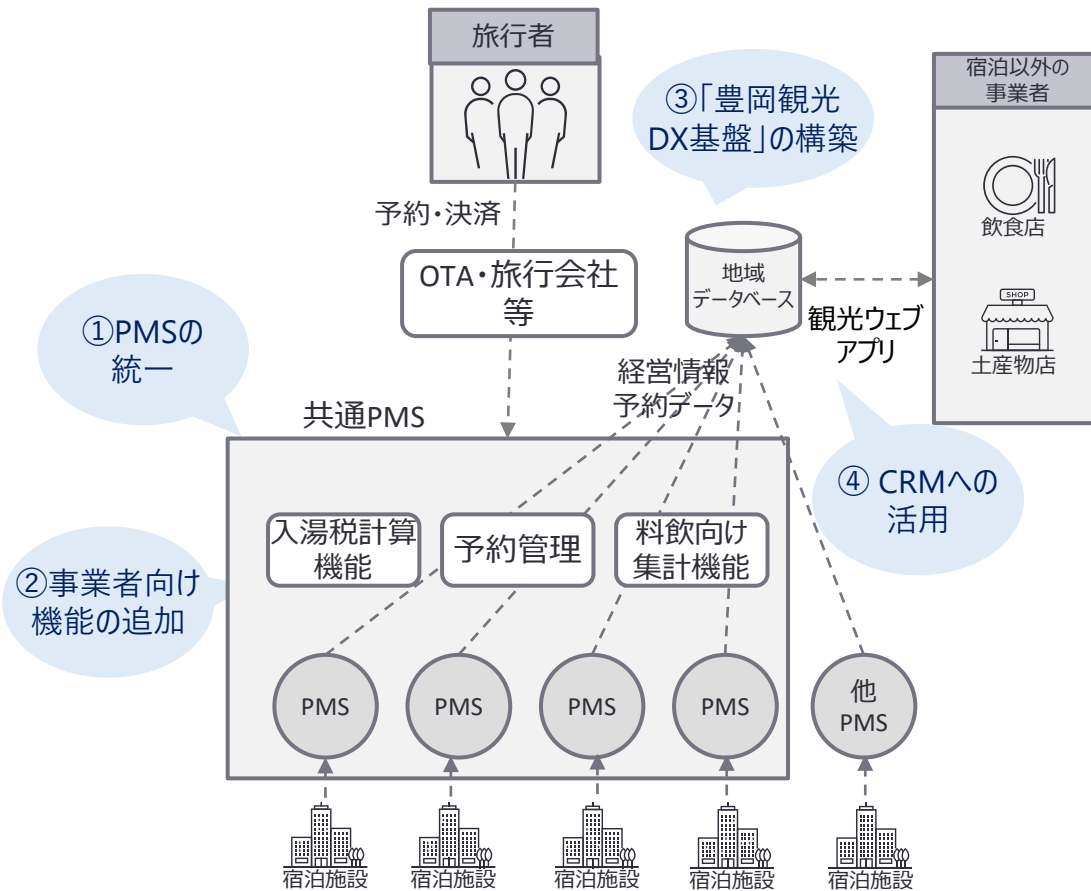 旅行者
宿泊以外の
事業者
③「豊岡観光
DX基盤」の構築
飲食店
予約・決済
OTA・旅行会社
等
地域
データベース
SHOP
土産物店
観光ウェブ
アプリ
①PMSの
統一
経営情報
予約データ
共通PMS
④ CRMへの
活用
入湯税計算
機能
予約管理
料飲向け
集計機能
②事業者向け
機能の追加
PMS
PMS
PMS
PMS
他
PMS
宿泊施設
宿泊施設
宿泊施設
宿泊施設
宿泊施設